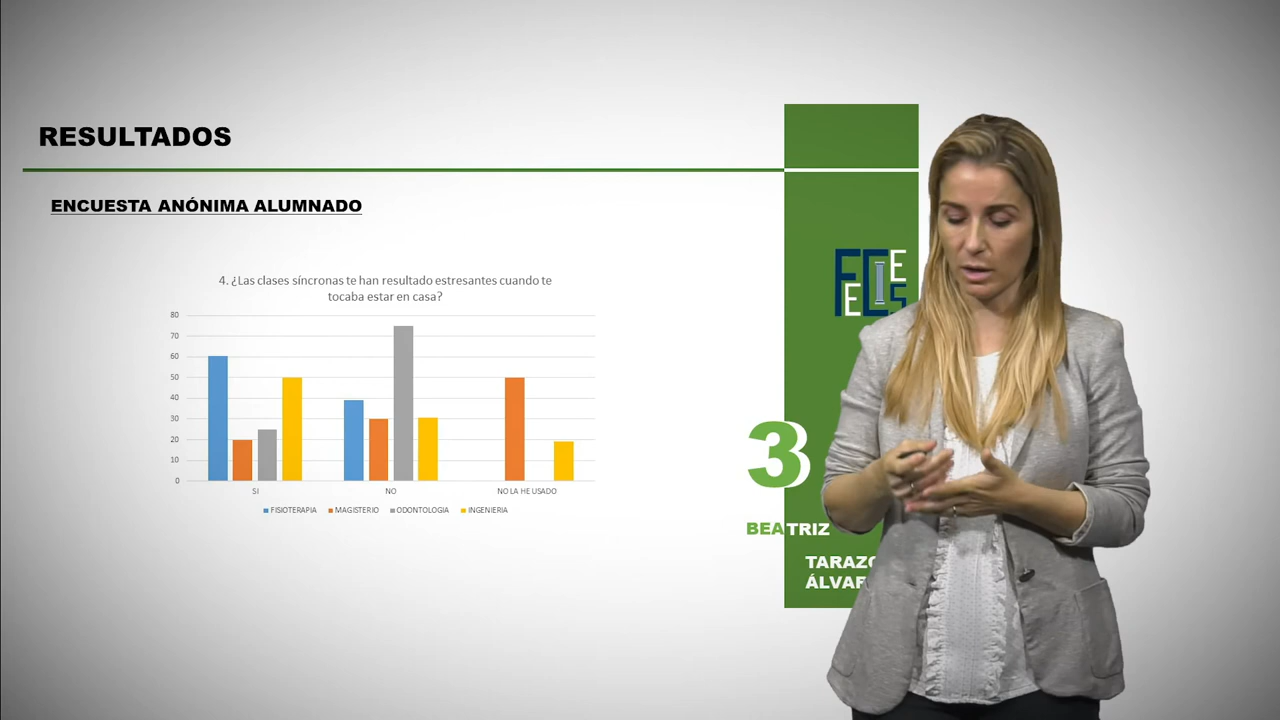 RESULTADOS
ENCUESTA ANÓNIMA ALUMNADO
4. ¿Las clases síncronas te han resultado estresantes cuando te
tocaba estar en casa?
80
70
60
50
40
30
20
10
0
SI NO NO LA HE USADO
FISIOTERAPIA MAGISTERIO ODONTOLOGIA INGENIERIA
FECIES
3
BEATRIZ